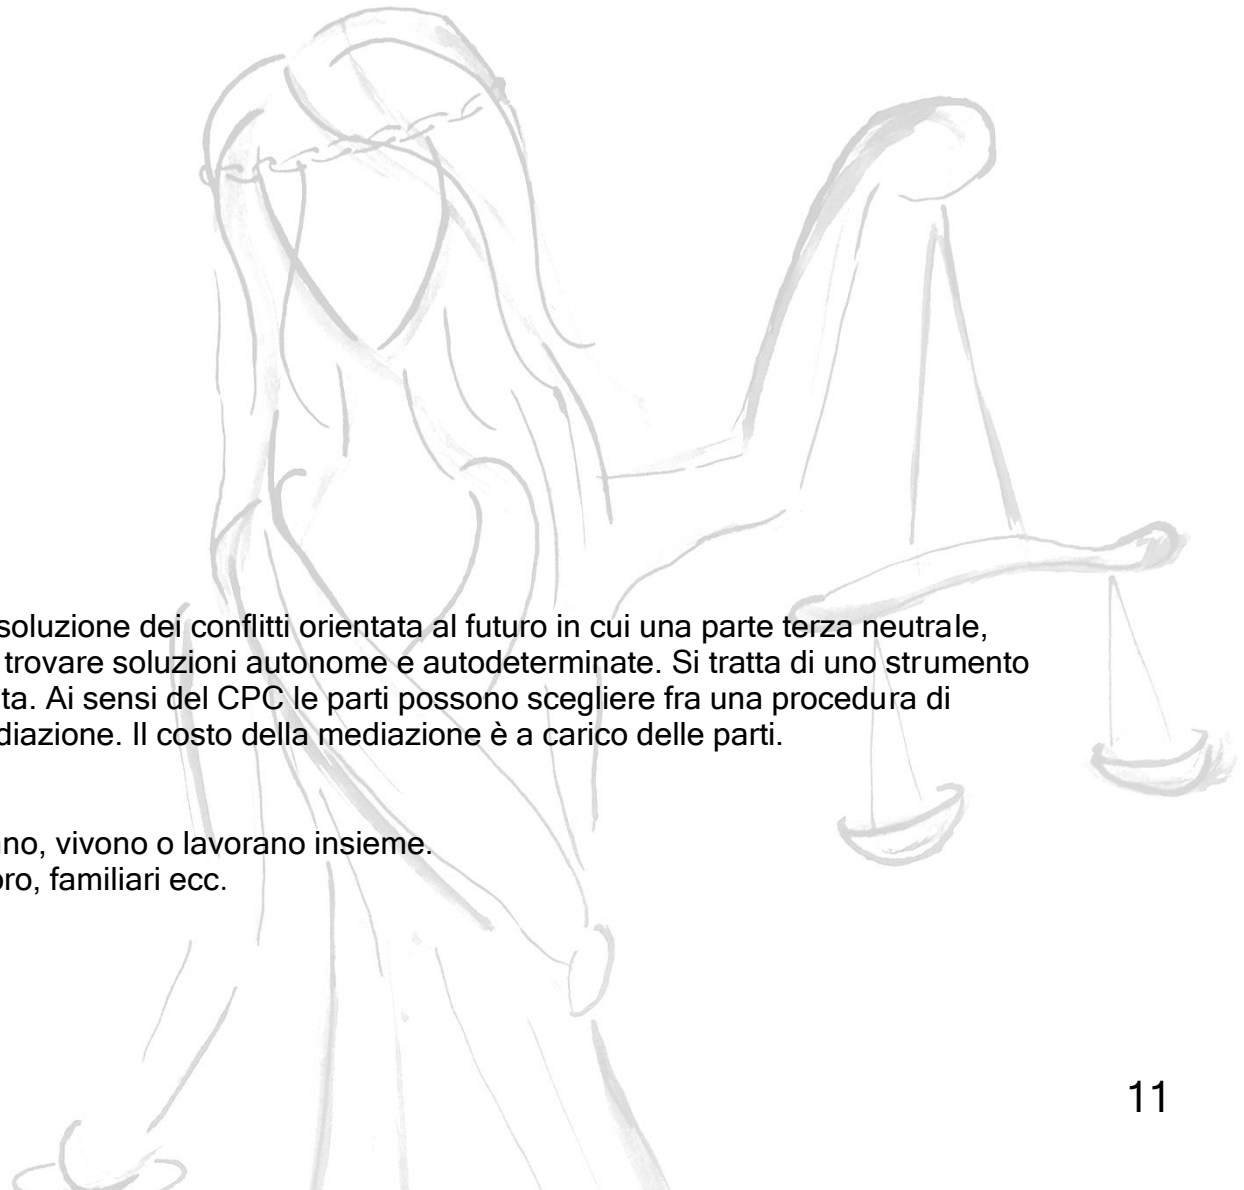 soluzione dei conflitti orientata al futuro in cui una parte terza neutrale,
trovare soluzioni autonome e autodeterminate. Si tratta di uno strumento
ta. Ai sensi del CPC le parti possono scegliere fra una procedura di
diazione. Il costo della mediazione è a carico delle parti.
no, vivono o lavorano insieme.
oro, familiari ecc.
11